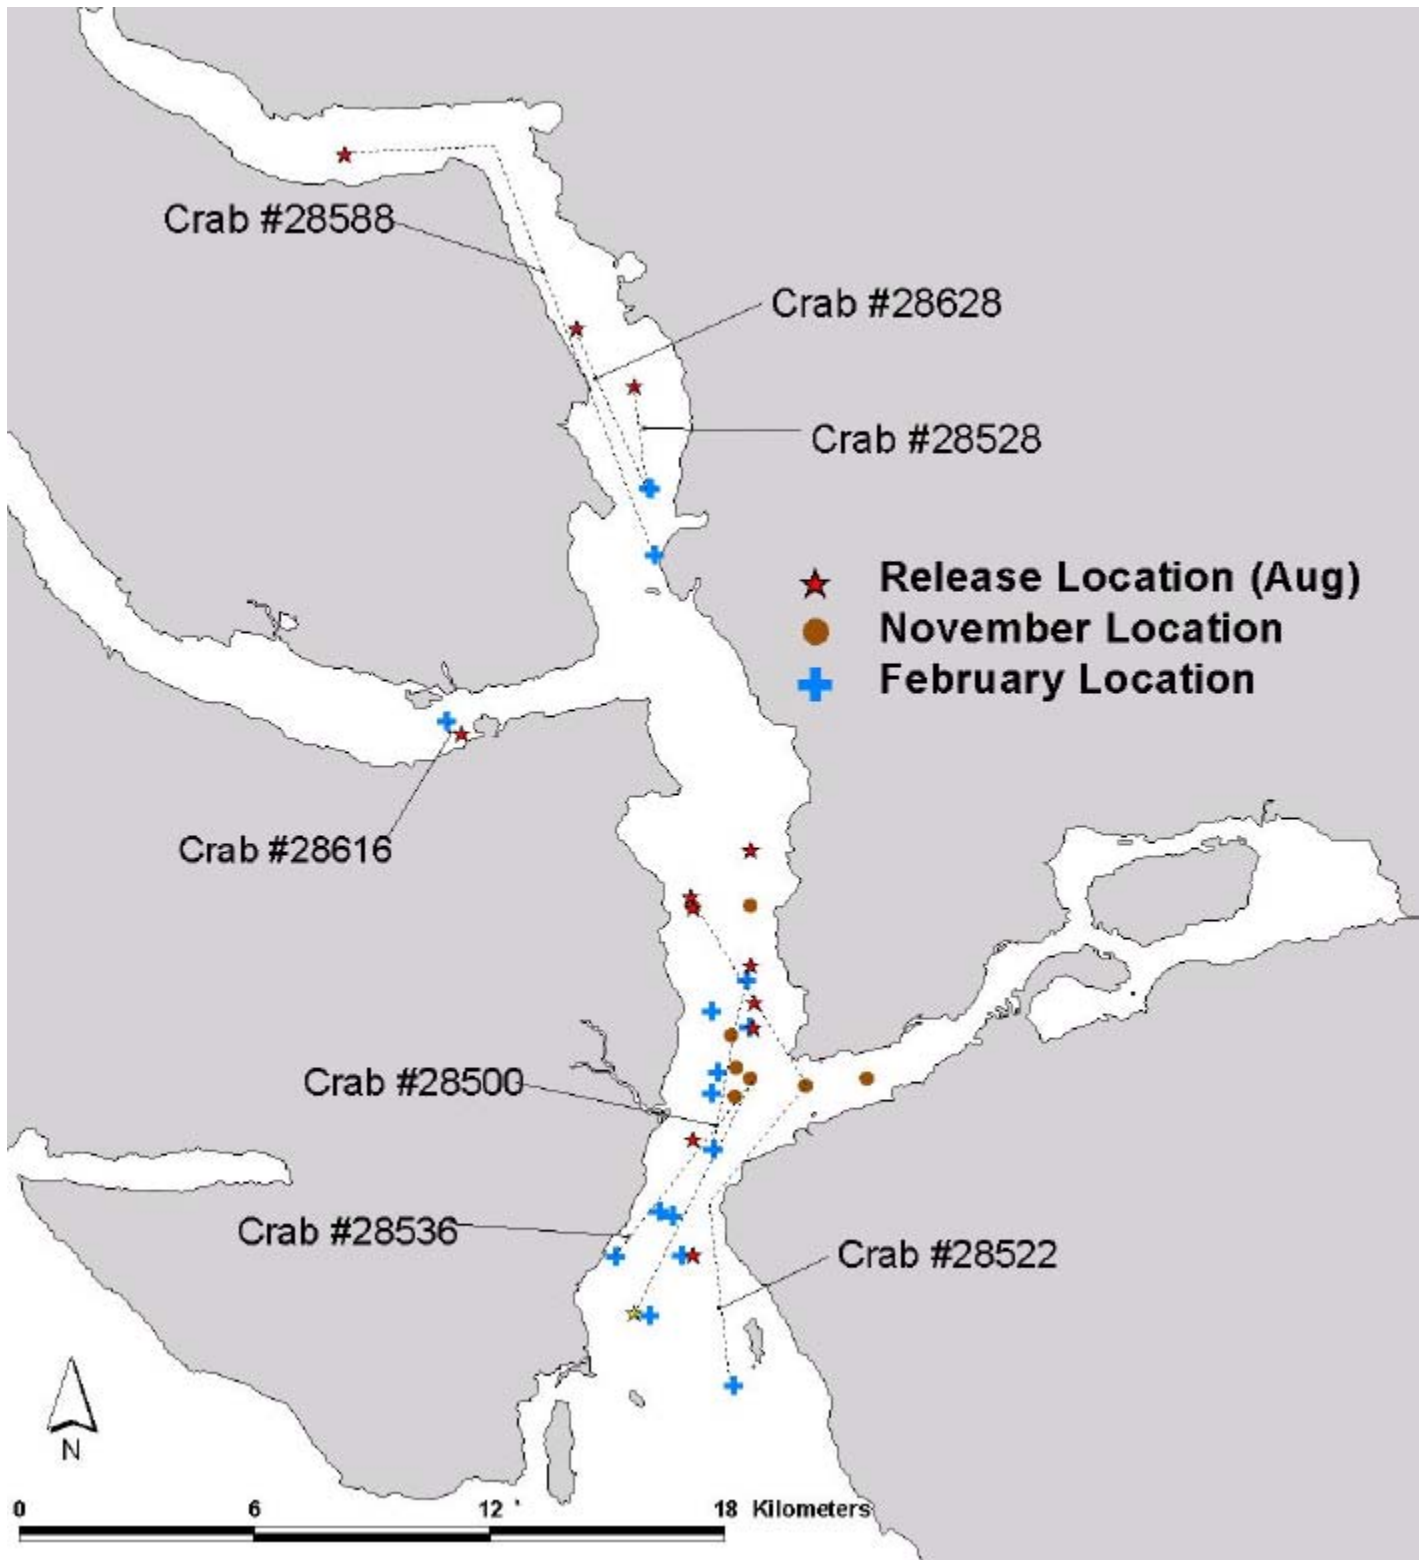 Crab #28588
Crab #28628
Crab #28528
Release Location (Aug)
November Location
February Location
Crab #28616
Crab #28500
Crab #28536
Crab #28522
N
0 6 12 18 Kilometers